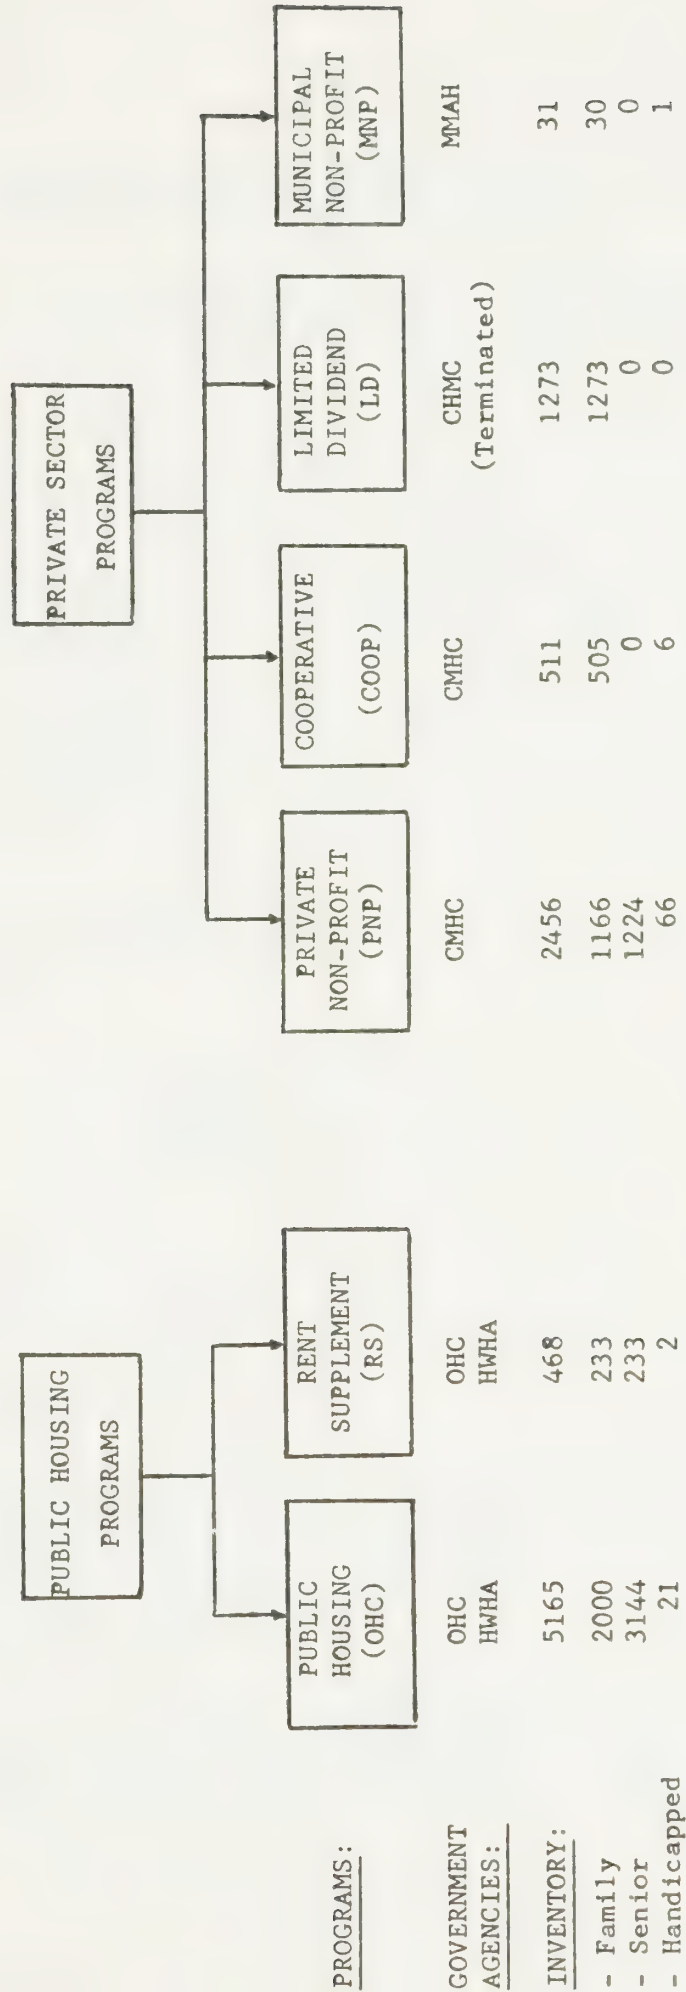 PUBLIC HOUSING
PROGRAMS
PRIVATE SECTOR
PROGRAMS
PROGRAMS:
PUBLIC
HOUSING
(OHC)
RENT
SUPPLEMENT
(RS)
PRIVATE
NON-PROFIT
(PNP)
COOPERATIVE
(COOP)
LIMITED
DIVIDEND
(LD)
MUNICIPAL
NON-PROFIT
(MNP)
GOVERNMENT OHC OHC CMHC CMHC CHMC MMAH
AGENCIES: HWHA HWHA (Terminated)
INVENTORY: 5165 468 2456 511 1273 31
- Family 2000 233 1166 505 1273 30
- Senior 3144 233 1224 0 0 0
- Handicapped 21 2 66 6 0 1